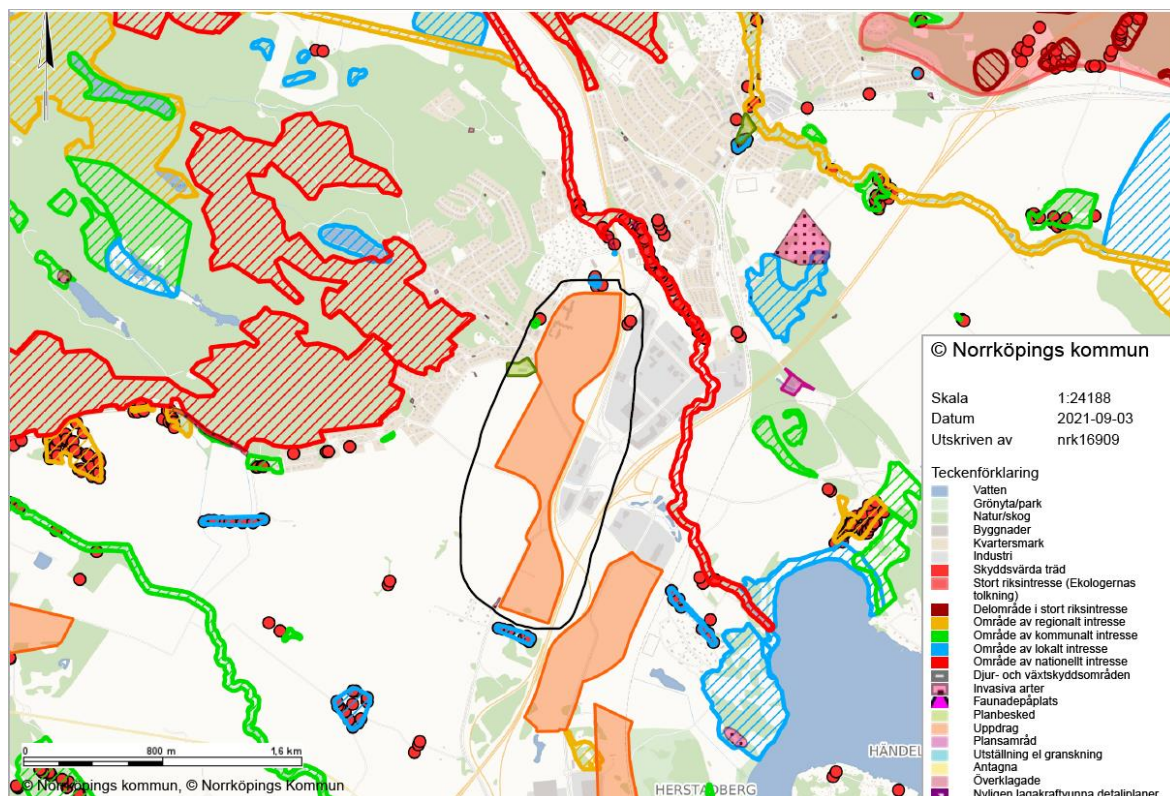 © Norrköpings kommun
Skala 1:24188
Datum 2021-09-03
Utskriven av nrk16909
Teckenförklaring
Vatten
Grönyta/park
Natur/skog
Byggnader
Kvartersmark
Industri
Skyddsvärda träd
Stort riksintresse (Ekologernas
tolkning)
Delområde i stort riksintresse
Område av regionalt intresse
Område av kommunalt intresse
Område av lokalt intresse
Område av nationellt intresse
Djur- och växtskyddsområden
Invasiva arter
Faunadepåplats
Planbesked
Uppdrag
Plansamråd
Utställning el granskning
Antagna
Överklagade
Nyligen lagakraftvunna detaljplaner
HÄNDEL
HERSTADBERG
0 800 m 1,6 km
© Norrköpings kommun, © Norrköpings Kommun